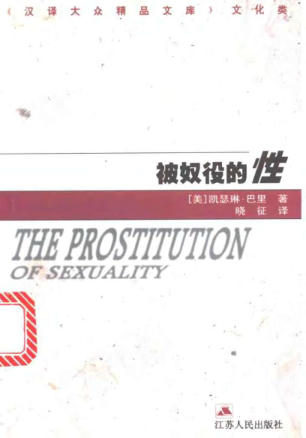 《汉译大众精品文库》文化类
被奴役的性
[美]凯瑟琳·巴里 著
晓征 译
THE PROSTITUTION
OF SEXUALITY
江苏人民出版社